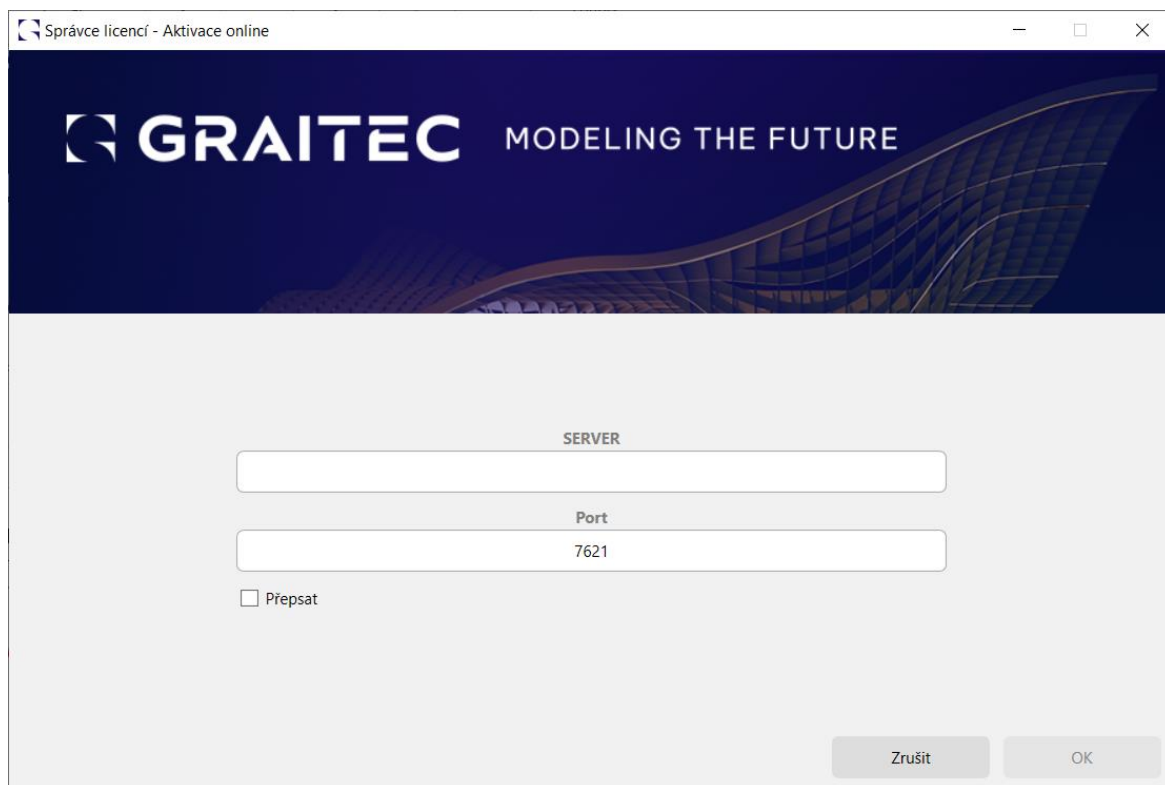 Správce licencí - Aktivace online
GRAITEC MODELING THE FUTURE
SERVER
Port
7621
Přepsat
Zrušit OK